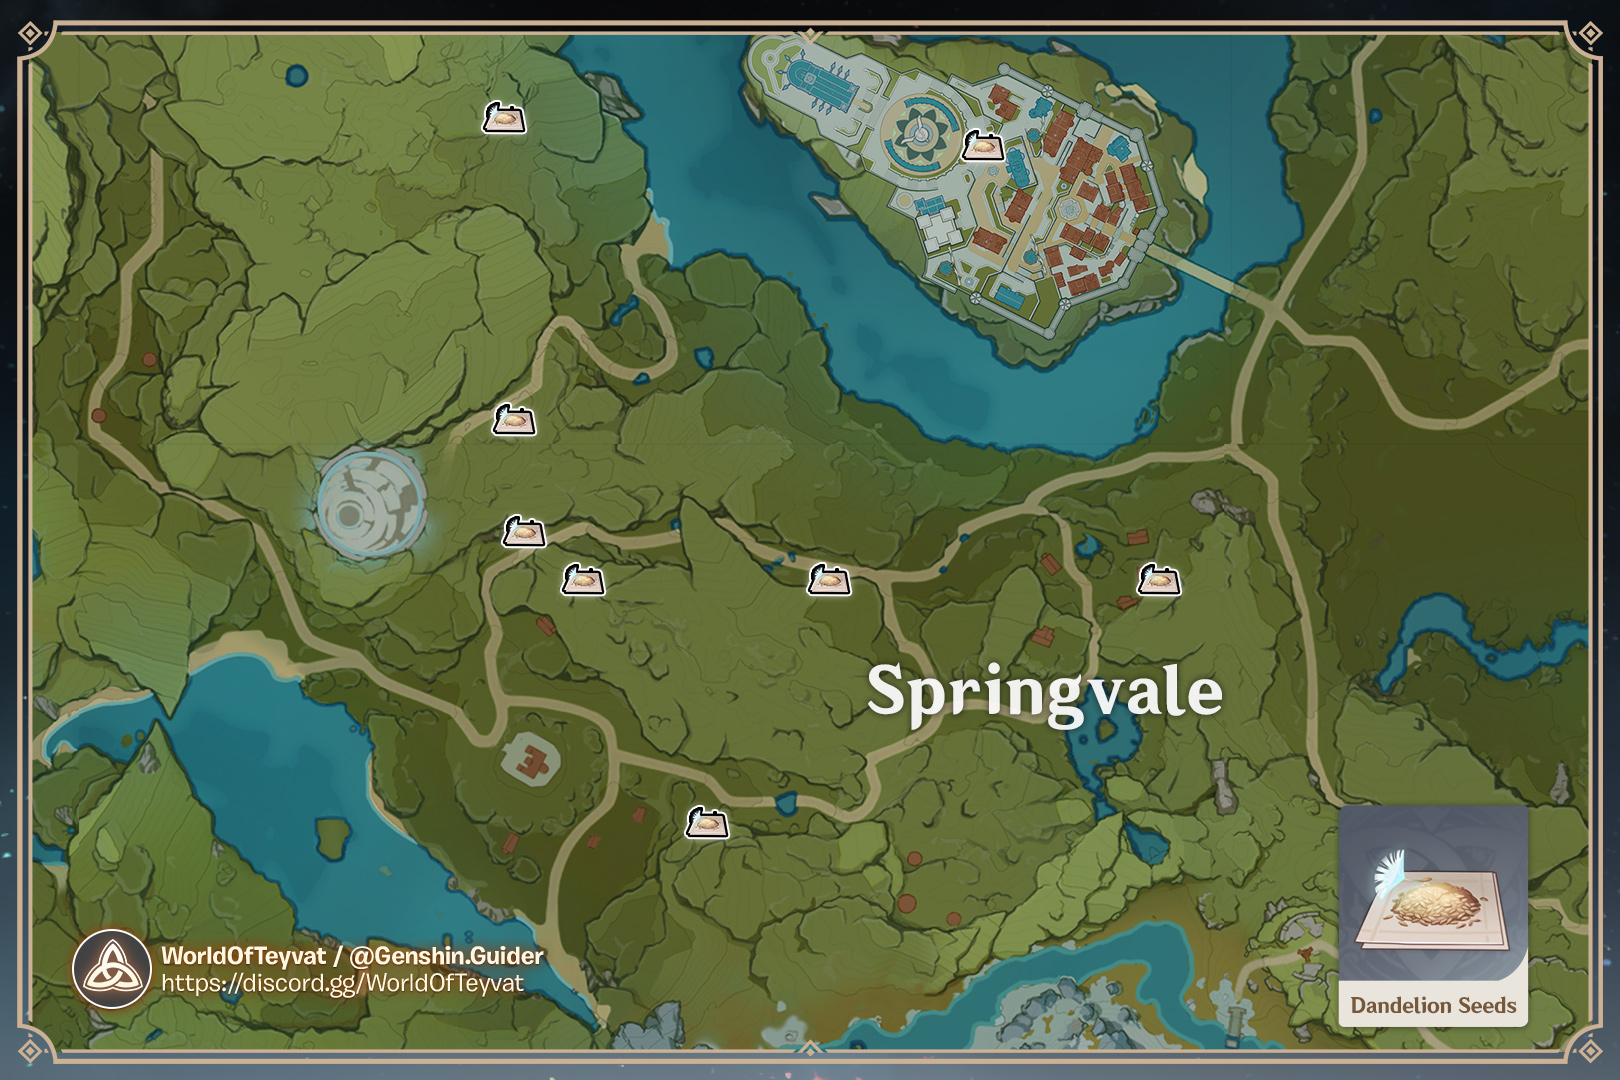 Springvale
WorldOfTeyvat / @Genshin.Guider
https://discord.gg/WorldOfTeyvat
Dandelion Seeds